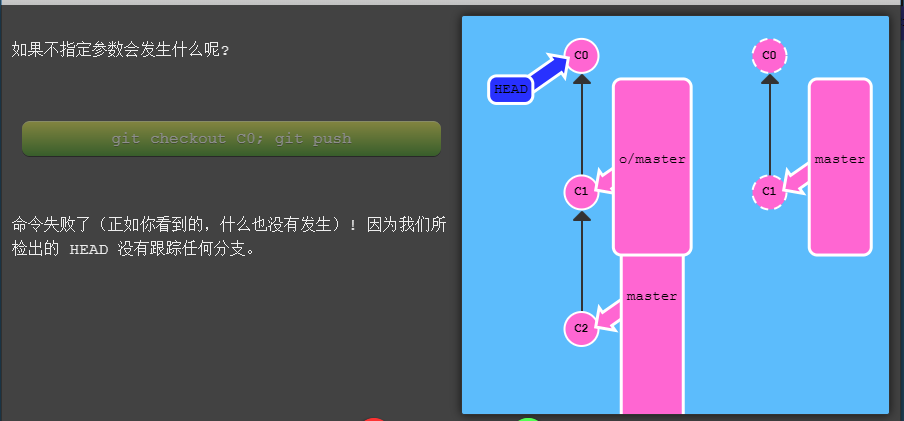 如果不指定参数会发生什么呢?
git checkout C0; git push
命令失败了（正如你看到的，什么也没有发生）! 因为我们所
检出的 HEAD 没有跟踪任何分支。
C0
HEAD
o/master
C1
master
C2
C0
master
C1